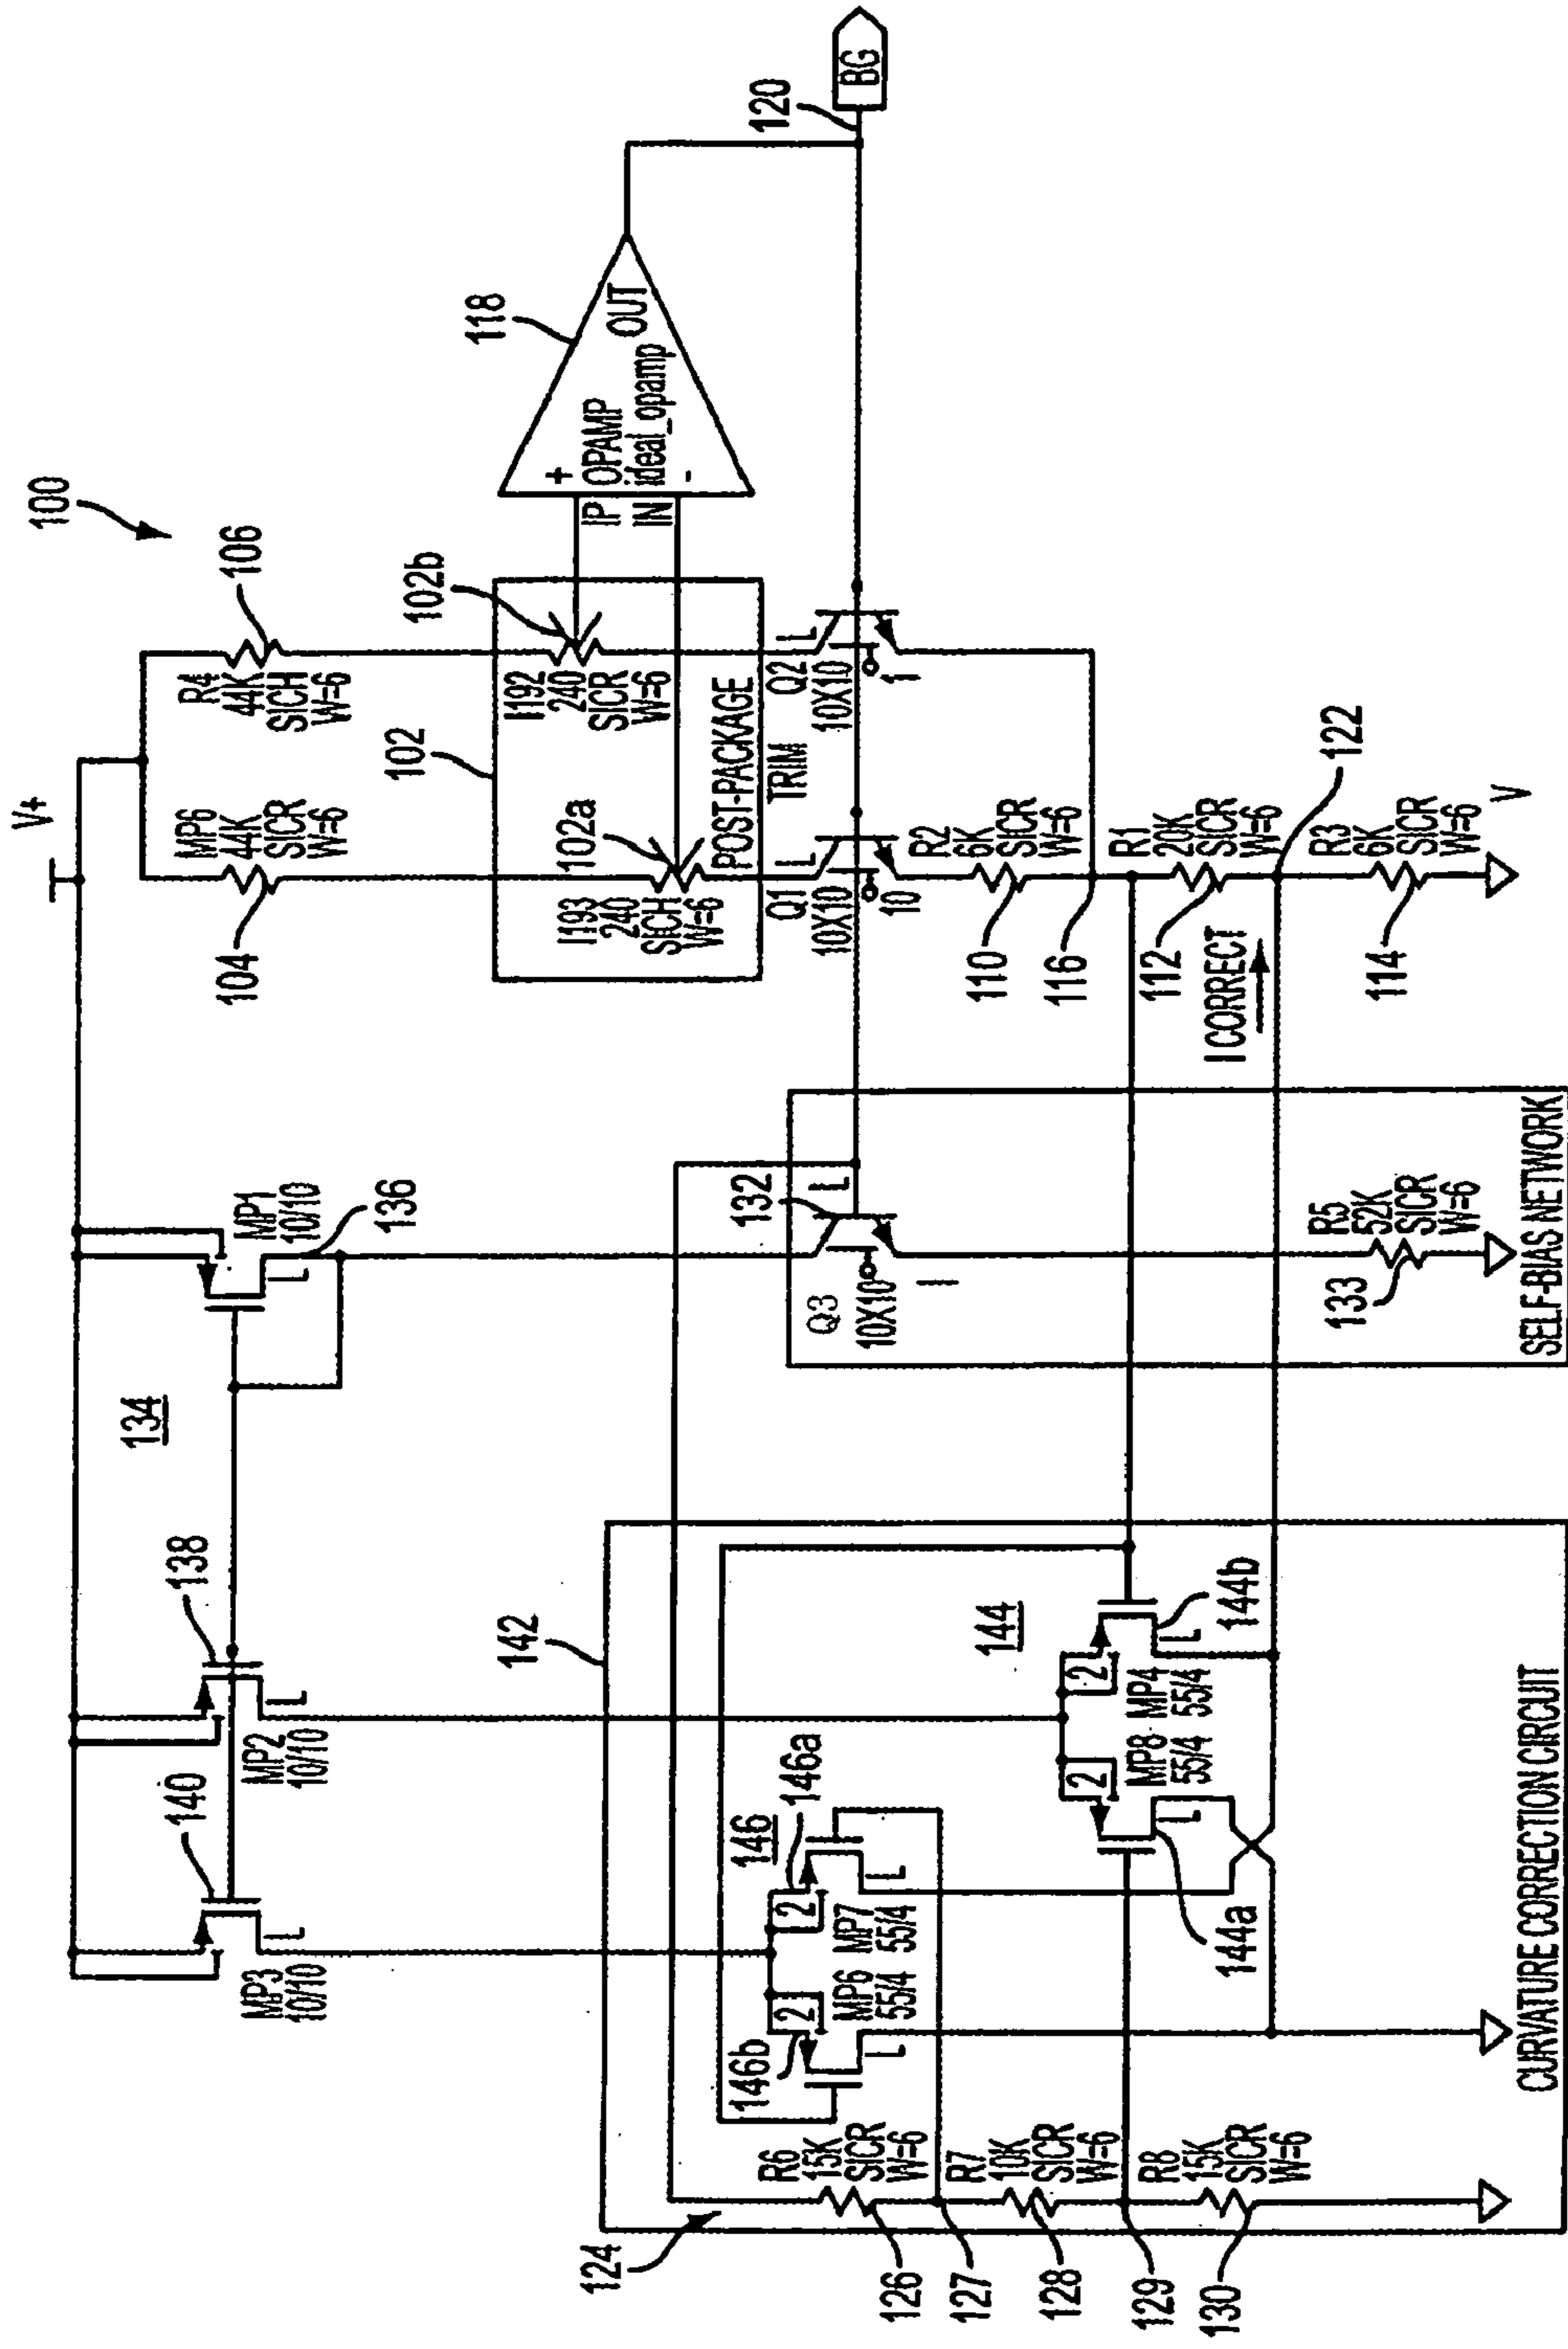 100
V+
134
140
138
136
MP3
10/10
L
MP2
10/10
L
MP1
10/10
L
104
MP6
44K
SICR
W=6
R4
44K
SICH
W=6
106
102
102b
I192
240
SICR
W=6
102a
I193
240
SICH
W=6
POST-PACKAGE
TRIM
118
+
OPAMP
ideal_opamp
-
IP
IN
OUT
120
BG
Q1
10X10
10
L
Q2
10X10
1
L
132
L
Q3
10X10
1
110
R2
6K
SICR
W=6
116
112
R1
20K
SICR
W=6
122
I CORRECT
114
R3
6K
SICR
W=6
V
133
R5
52K
SICR
W=6
SELF-BIAS NETWORK
142
124
146
146a
146b
2
2
MP6
55/4
MP7
55/4
L
L
144
144a
144b
2
2
MP8
55/4
MP4
55/4
L
L
126
R6
15K
SICR
W=6
127
128
R7
10K
SICR
W=6
129
130
R8
15K
SICR
W=6
CURVATURE CORRECTION CIRCUIT